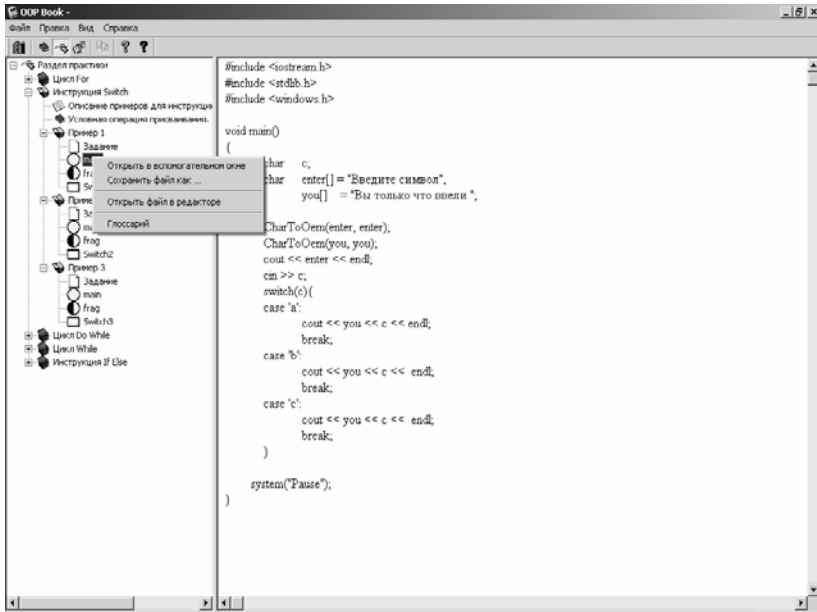 OOP Book -
Файл Правка Вид Справка
Раздел практики
Цикл For
Инструкция Switch
Описание примеров для инструкци
Условная операция присваивания.
Пример 1
Задание
Открыть в вспомогательном окне
Сохранить файл как ...
Открыть файл в редакторе
Глоссарий
frag
Switch2
Пример 3
Задание
main
frag
Switch3
Цикл Do While
Цикл While
Инструкция If Else
#include <iostream.h>
#include <stdlib.h>
#include <windows.h>
void main()
{
char c;
char enter[] = "Введите символ",
you[] = "Вы только что ввели ";
CharToOem(enter, enter);
CharToOem(you, you);
cout << enter << endl;
cin >> c;
switch(c){
case 'a':
cout << you << c << endl;
break;
case 'b':
cout << you << c << endl;
break;
case 'c':
cout << you << c << endl;
break;
}
system("Pause");
}